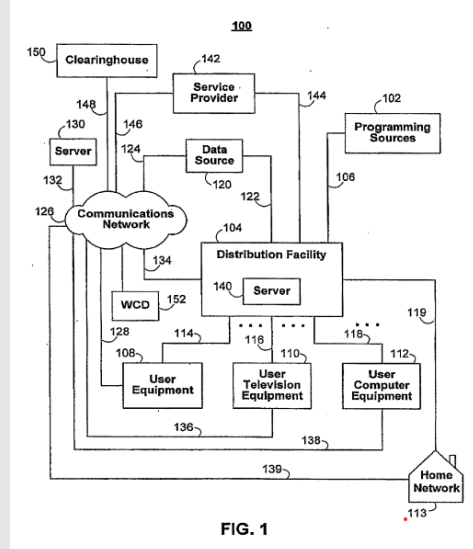 100
150
Clearinghouse
142
Service
Provider
148
146
144
102
Programming
Sources
130
Server
124
Data
Source
120
132
106
122
126
Communications
Network
134
104
Distribution Facility
140
Server
WCD
152
119
128
114
116
118
108
User
Equipment
110
User
Television
Equipment
112
User
Computer
Equipment
136
138
139
Home
Network
113
FIG. 1